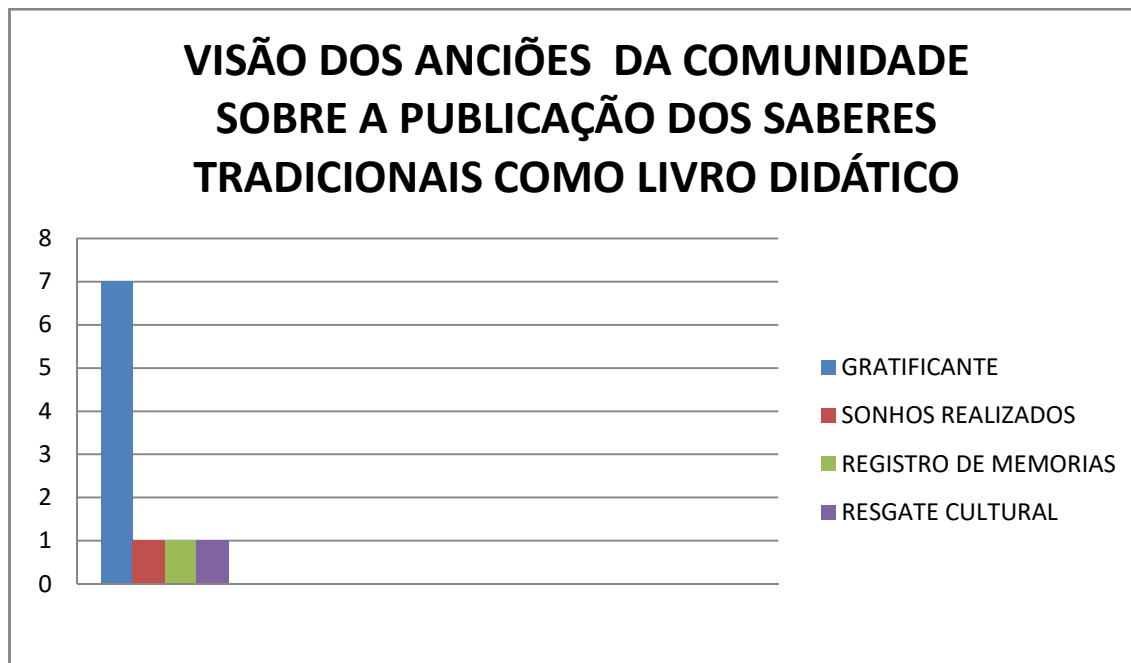 VISÃO DOS ANCIÕES DA COMUNIDADE
SOBRE A PUBLICAÇÃO DOS SABERES
TRADICIONAIS COMO LIVRO DIDÁTICO
8
7
6
5
4
3
2
1
0
GRATIFICANTE
SONHOS REALIZADOS
REGISTRO DE MEMORIAS
RESGATE CULTURAL